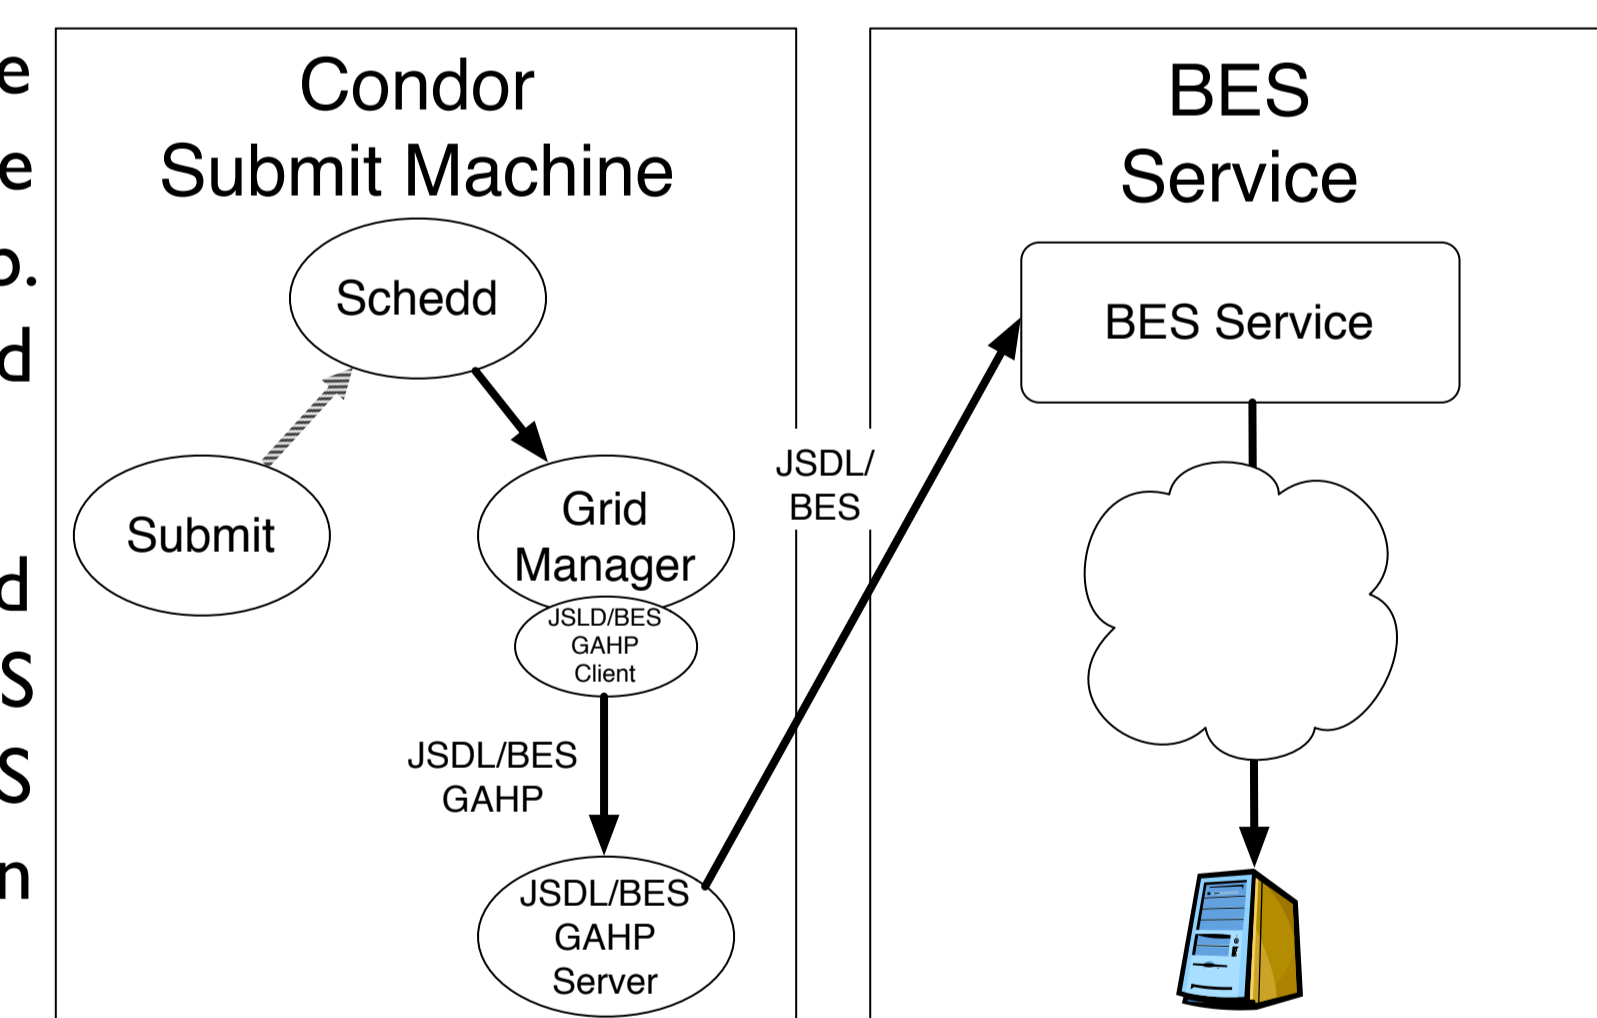 e
e
o.
d
d
S
S
n
Condor
Submit Machine
Schedd
Submit
Grid
Manager
JSLD/BES
GAHP
Client
JSDL/BES
GAHP
JSDL/BES
GAHP
Server
JSDL/
BES
BES
Service
BES Service